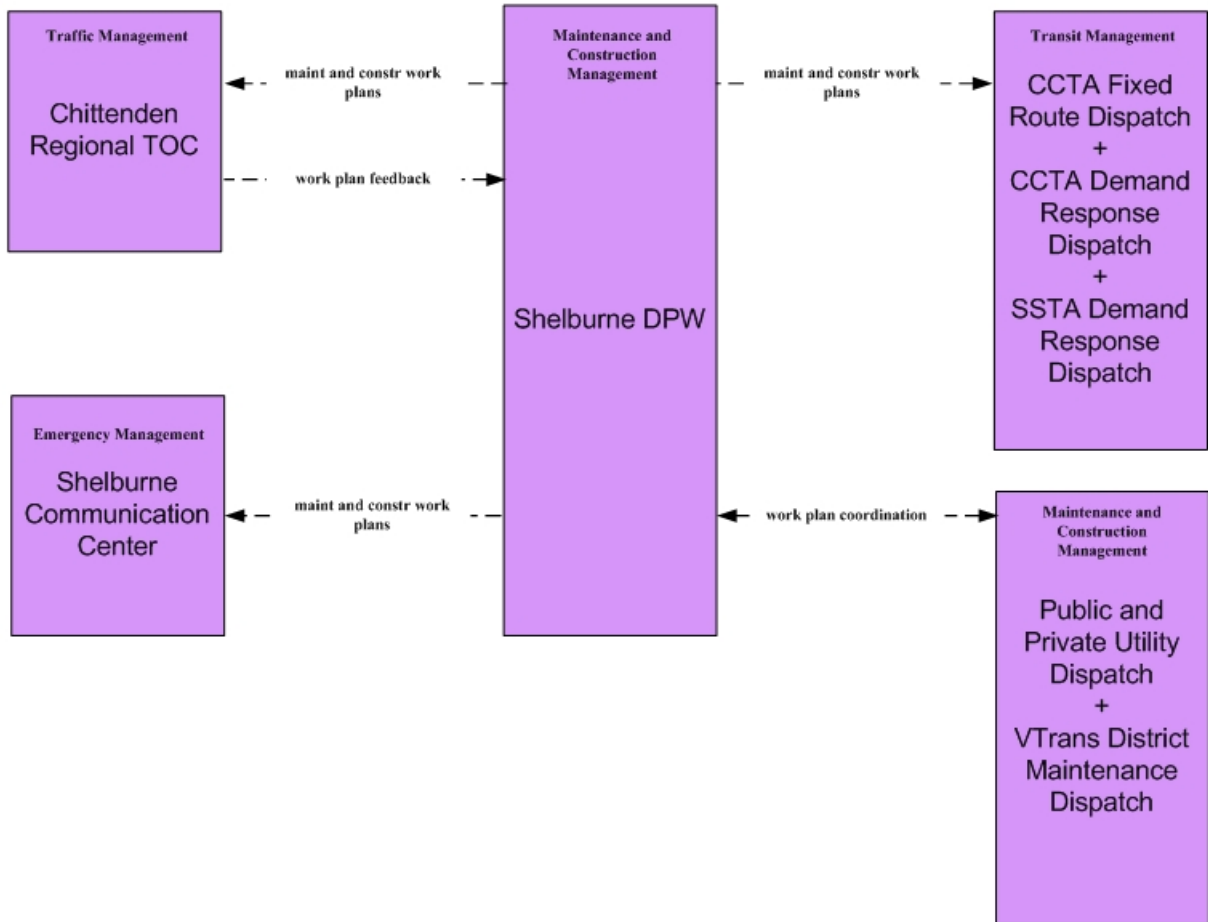 Traffic Management
Chittenden
Regional TOC
maint and constr work
plans
work plan feedback
Maintenance and
Construction
Management
Shelburne DPW
maint and constr work
plans
Transit Management
CCTA Fixed
Route Dispatch
+
CCTA Demand
Response
Dispatch
+
SSTA Demand
Response
Dispatch
Emergency Management
Shelburne
Communication
Center
maint and constr work
plans
work plan coordination
Maintenance and
Construction
Management
Public and
Private Utility
Dispatch
+
VTrans District
Maintenance
Dispatch